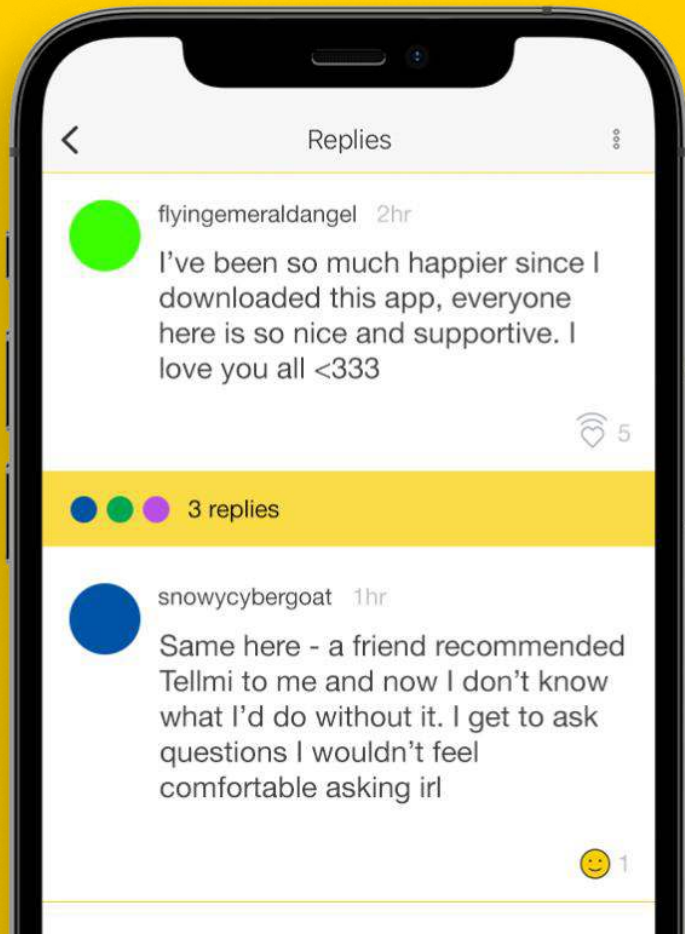 Replies
flyingemeraldangel 2hr
I've been so much happier since I
downloaded this app, everyone
here is so nice and supportive. I
love you all <333
5
3 replies
snowycybergoat 1hr
Same here - a friend recommended
Tellmi to me and now I don't know
what I'd do without it. I get to ask
questions I wouldn't feel
comfortable asking irl
1